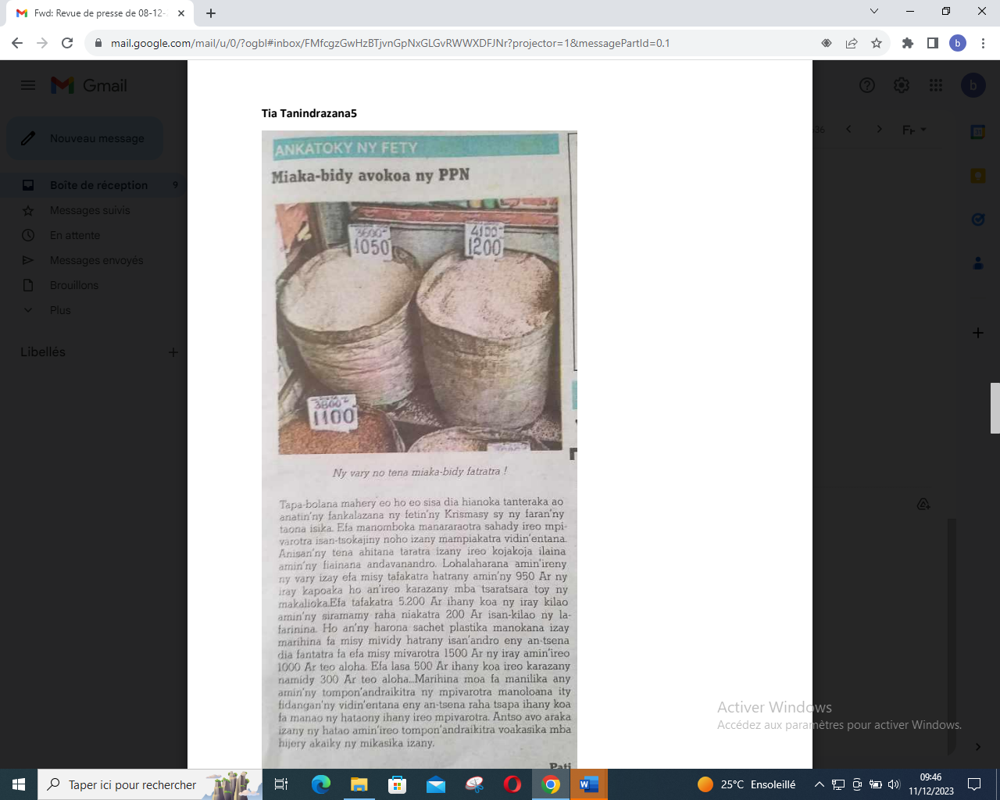 Fwd: Revue de presse de 08-12-
mail.google.com/mail/u/0/?ogbl#inbox/FMfcgzGwHzBTjvnGpNxGLGvRWWXDFJNr?projector=1&messagePartId=0.1
b
Gmail
b
Nouveau message
Fr
Boîte de réception 9
Messages suivis
En attente
Messages envoyés
Brouillons
Plus
Libellés
Tia Tanindrazana5
ANKATOKY NY FETY
Miaka-bidy avokoa ny PPN
3600
1050
4100
1200
3800
1100
Ny vary no tena miaka-bidy fatratra !
Tapa-bolana mahery eo ho eo sisa dia hianoka tanteraka ao
anatin'ny fankalazana ny fetin'ny Krismasy sy ny faran'ny
taona isika. Efa manomboka manararaotra sahady ireo mpi-
varotra isan-tsokajiny noho izany mampiakatra vidin'entana.
Anisan'ny tena ahitana taratra izany ireo kojakoja ilaina
amin'ny fiainana andavanandro. Lohalaharana amin'ireny
ny vary izay efa misy tafakatra hatrany amin'ny 950 Ar ny
iray kapoaka ho an'ireo karazany mba tsaratsara toy ny
makalioka.Efa tafakatra 5.200 Ar ihany koa ny iray kilao
amin'ny siramamy raha niakatra 200 Ar isan-kilao ny la-
farinina. Ho an'ny harona sachet plastika manokana izay
marihina fa misy mividy hatrany isan'andro eny an-tsena
dia fantatra fa efa misy mivarotra 1500 Ar ny iray amin'ireo
1000 Ar teo aloha. Efa lasa 500 Ar ihany koa ireo karazany
namidy 300 Ar teo aloha...Marihina moa fa manilika any
amin'ny tompon'andraikitra ny mpivarotra manoloana ity
fidangan'ny vidin'entana eny an-tsena raha tsapa ihany koa
fa manao ny hataony ihany ireo mpivarotra. Antso avo araka
izany ny hatao amin'ireo tompon'andraikitra voakasika mba
hijery akaiky ny mikasika izany.
Pati
Activer Windows
Accédez aux paramètres pour activer Windows.
Taper ici pour rechercher
25°C Ensoleillé
09:46
11/12/2023